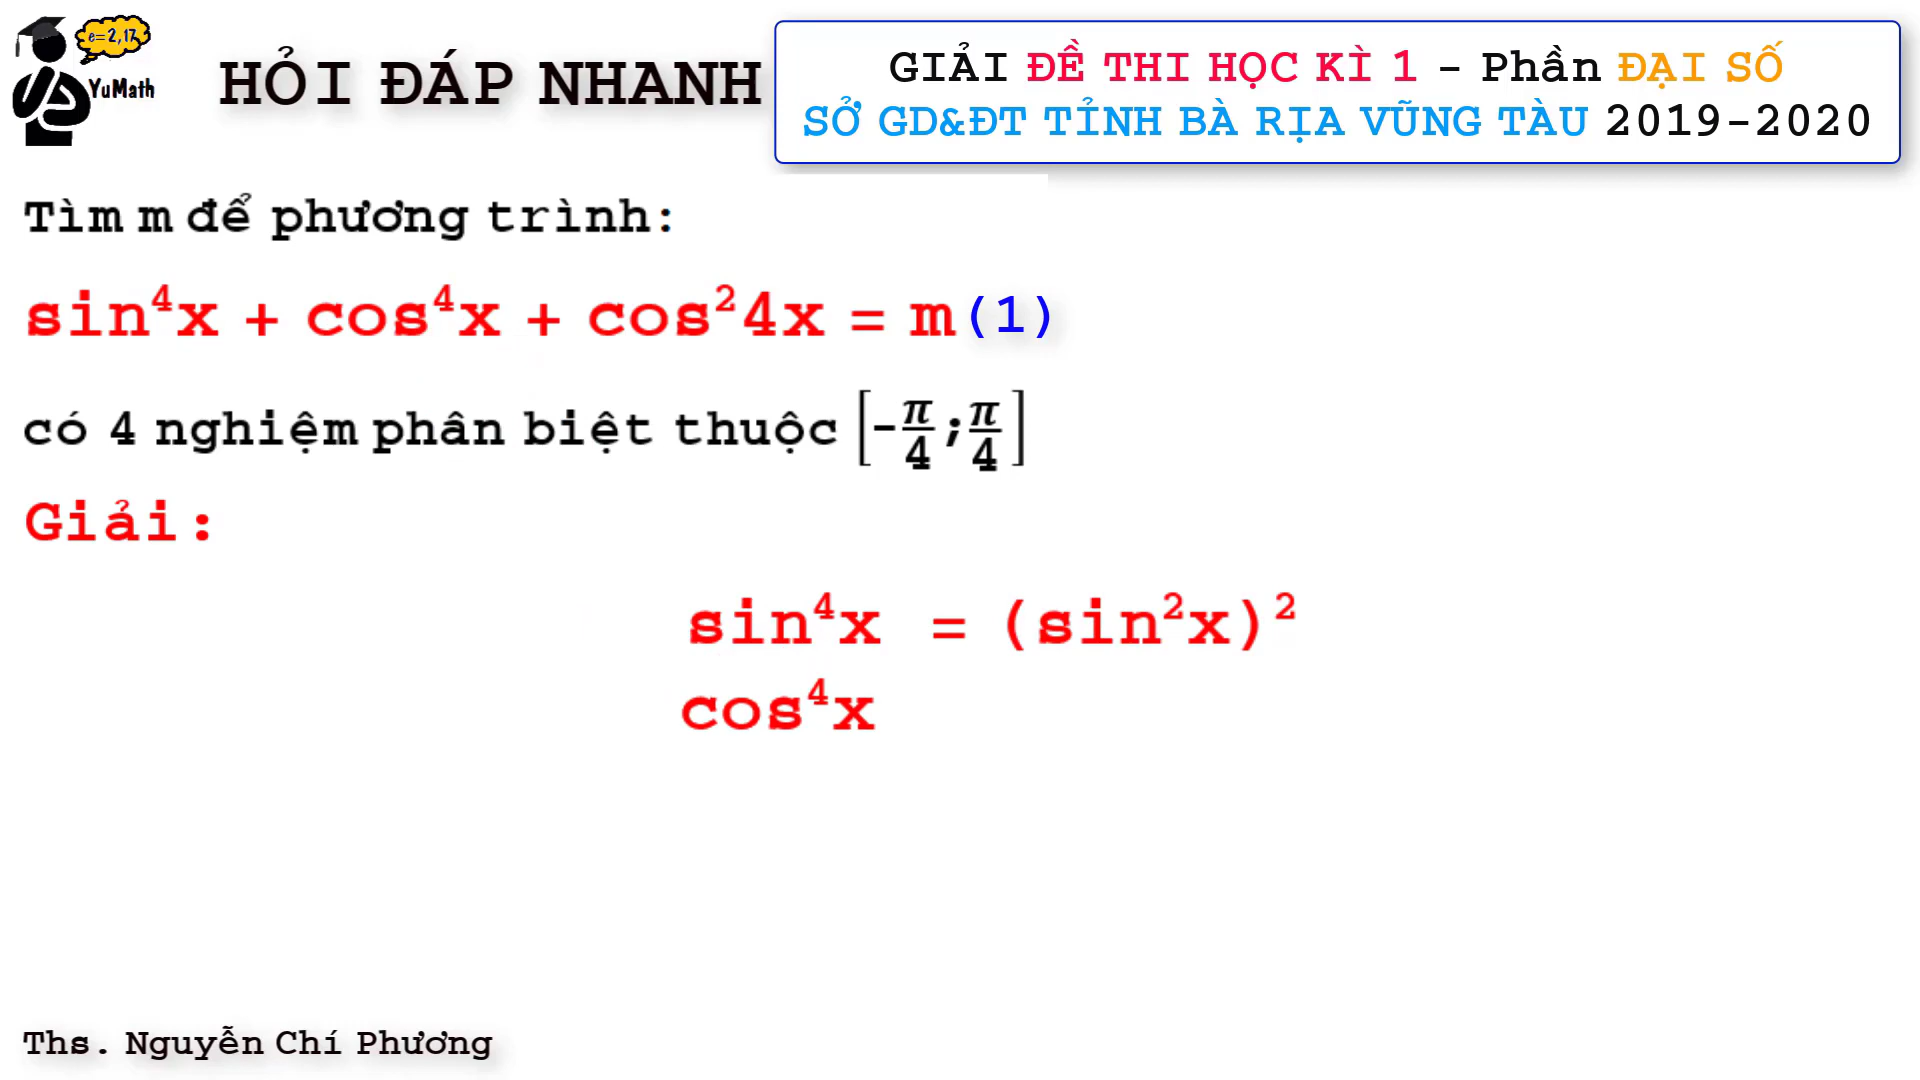 e=2,17
YuMath
HỎI ĐÁP NHANH
GIẢI ĐỀ THI HỌC KÌ 1 - Phần ĐẠI SỐ
SỞ GD&ĐT TỈNH BÀ RỊA VŨNG TÀU 2019-2020
Tìm m để phương trình:
sin⁴x + cos⁴x + cos²4x = m (1)
có 4 nghiệm phân biệt thuộc [-π/4;π/4]
Giải:
sin⁴x = (sin²x)²
cos⁴x
Ths. Nguyễn Chí Phương